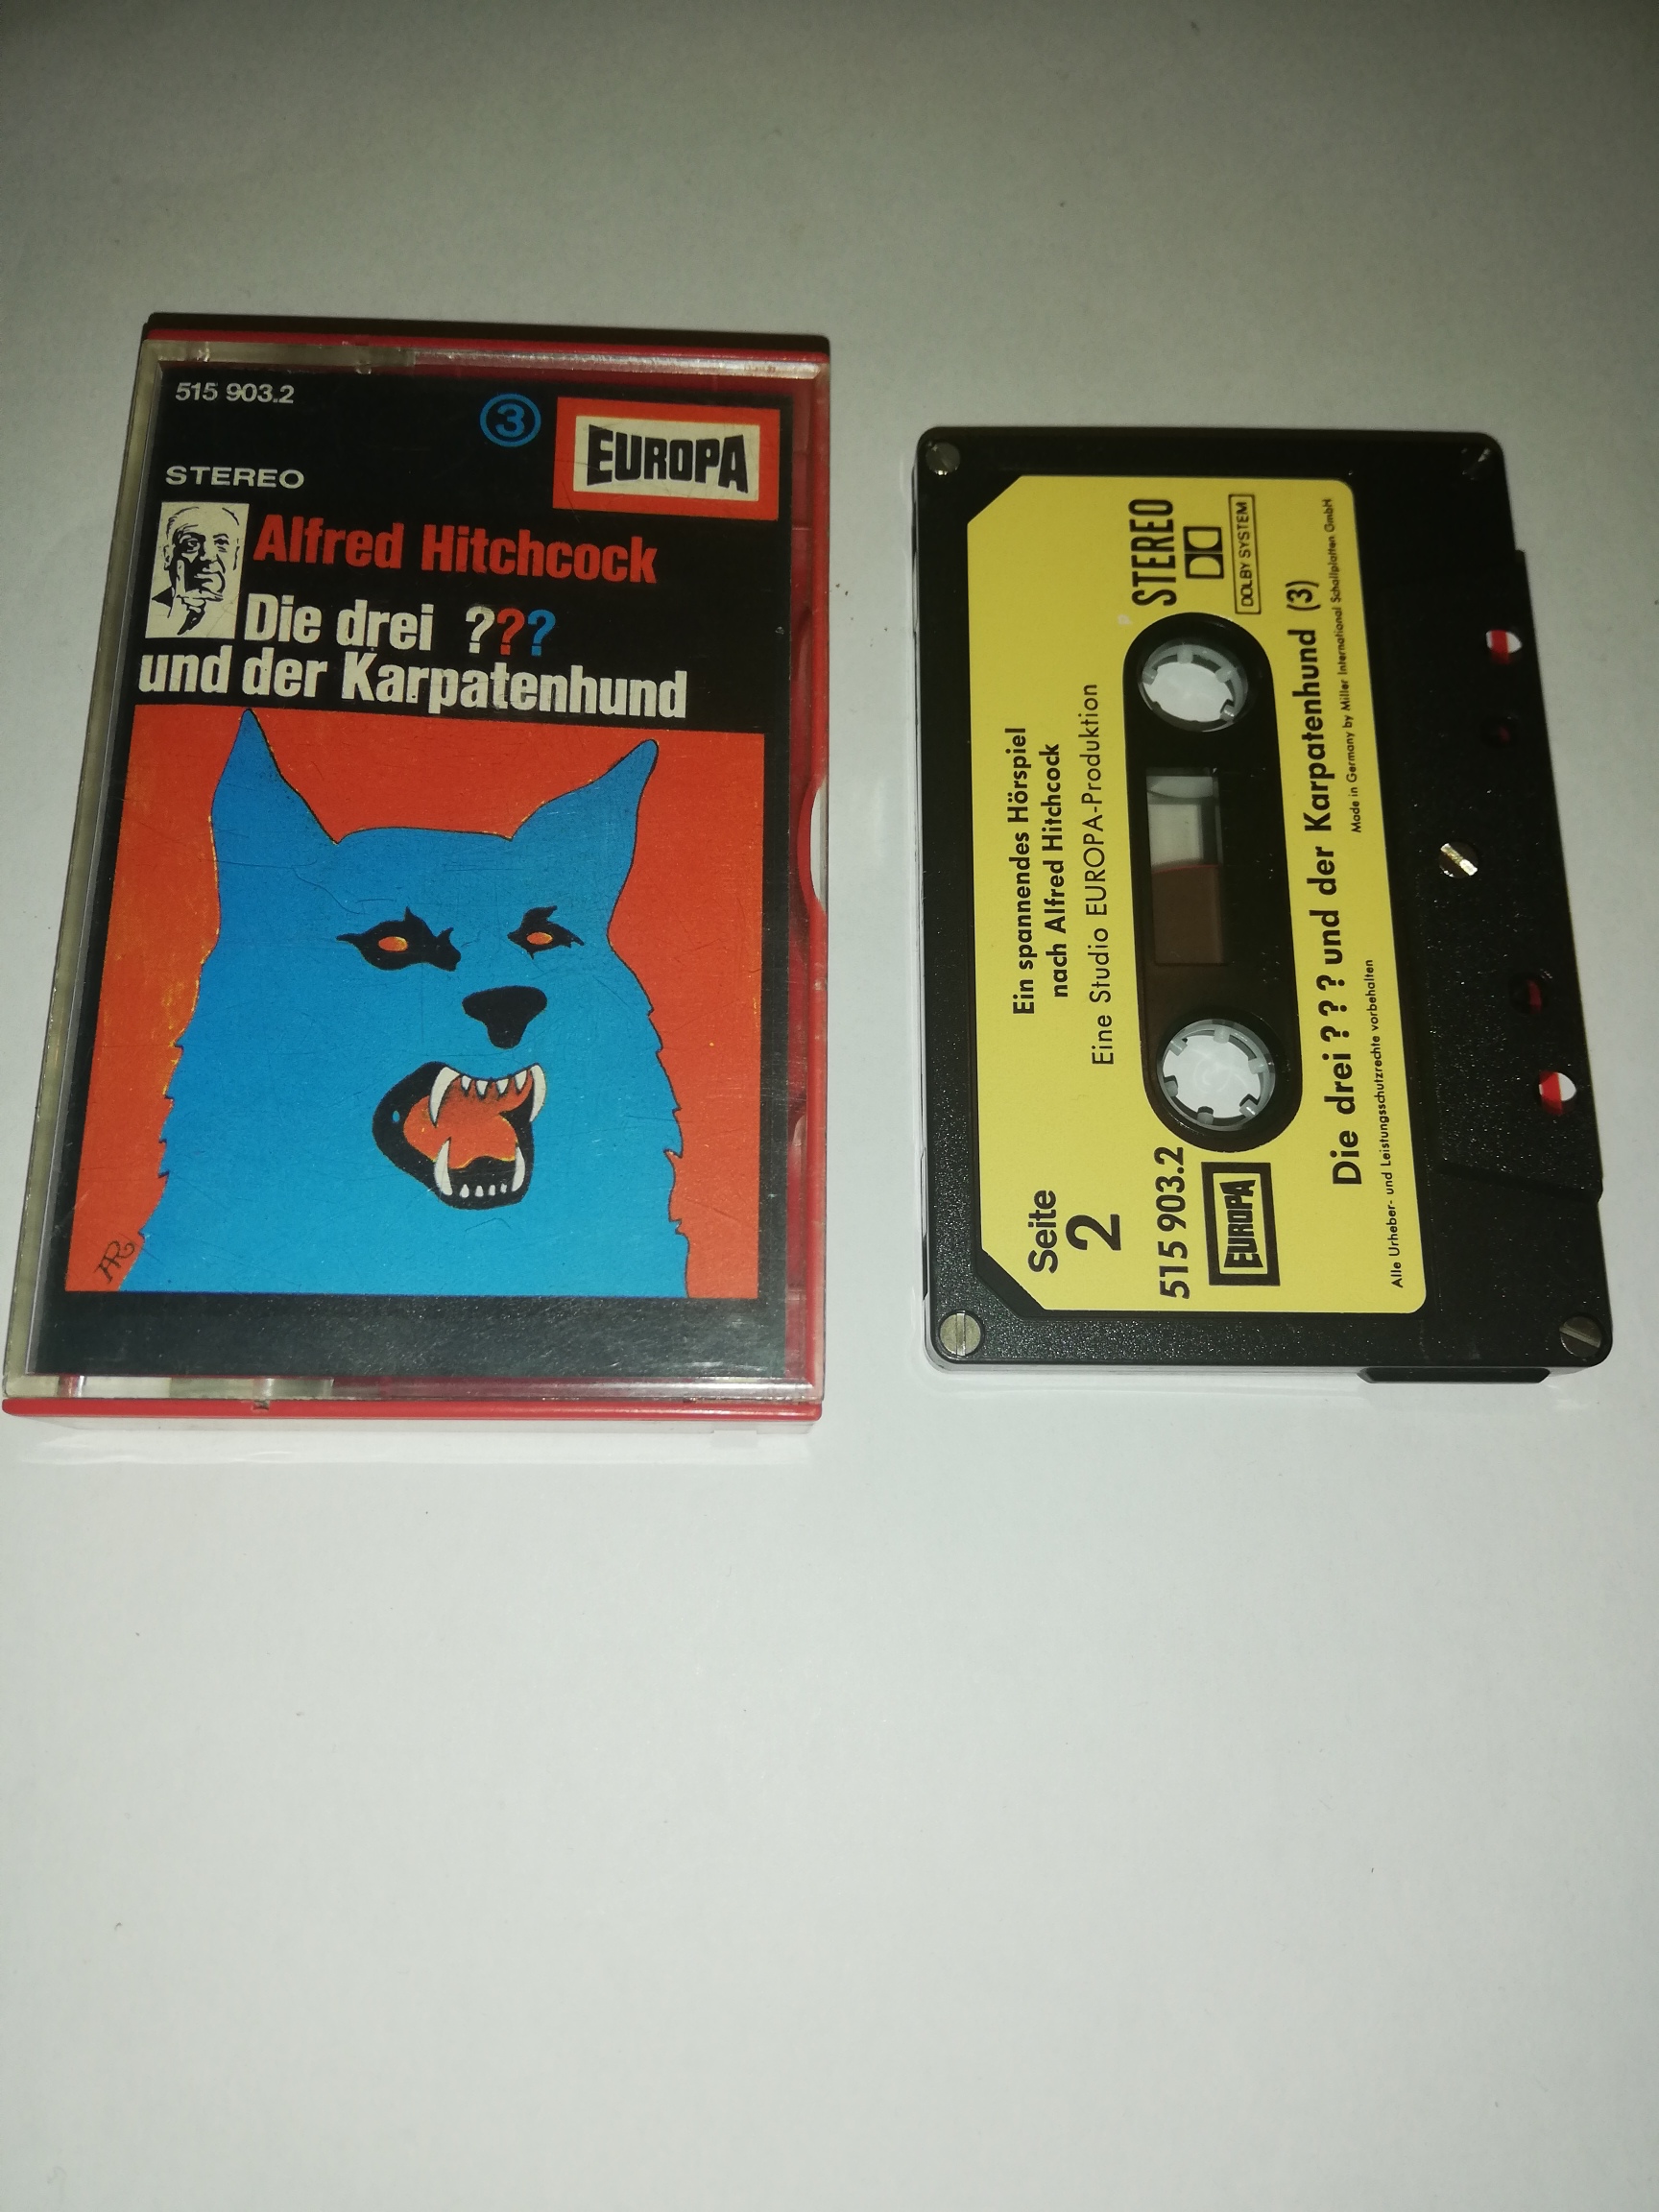 515 903.2
3
EUROPA
STEREO
Alfred Hitchcock
Die drei ???
und der Karpatenhund
AR
Ein spannendes Hörspiel
nach Alfred Hitchcock
Eine Studio EUROPA-Produktion
Seite
2
515 903.2
EUROPA
STEREO
DOLBY SYSTEM
Die drei ? ? ? und der Karpatenhund (3)
Alle Urheber- und Leistungsschutzrechte vorbehalten
Made in Germany by Miller International Schallplatten GmbH